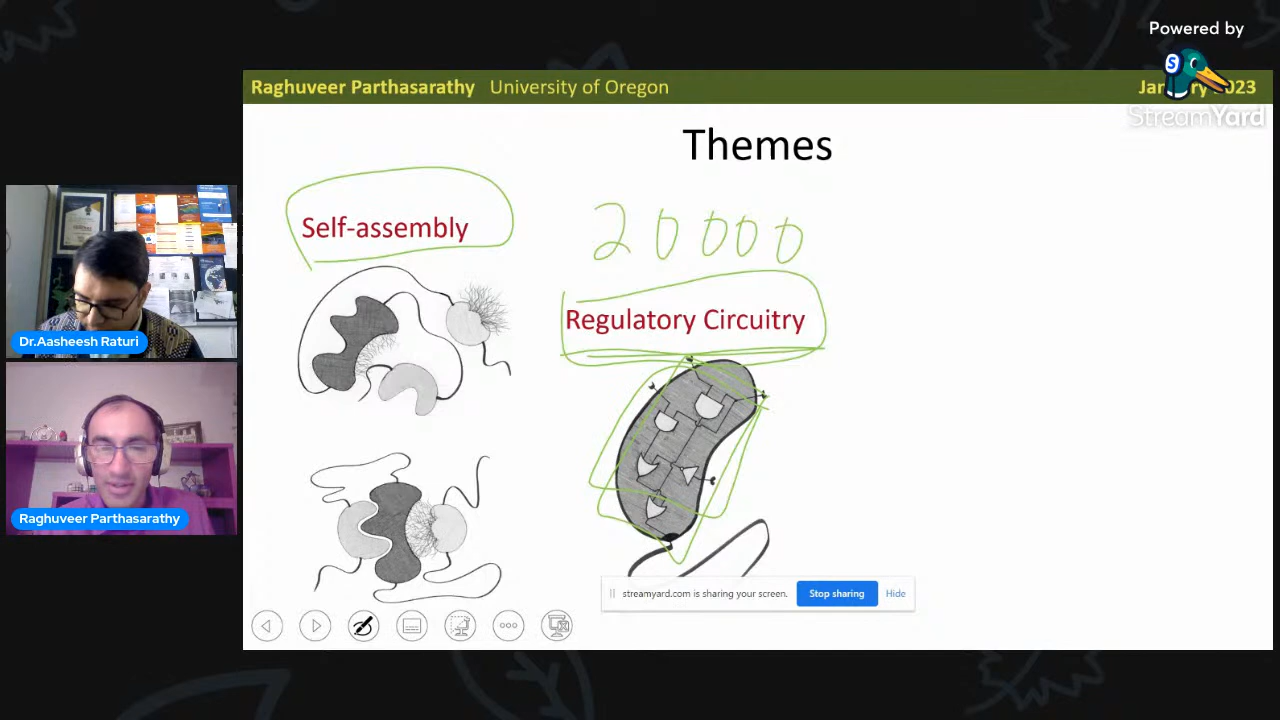 Powered by
StreamYard
Raghuveer Parthasarathy University of Oregon
Themes
Self-assembly
20000
Regulatory Circuitry
Dr.Aasheesh Raturi
Raghuveer Parthasarathy
streamyard.com is sharing your screen.
Stop sharing
Hide